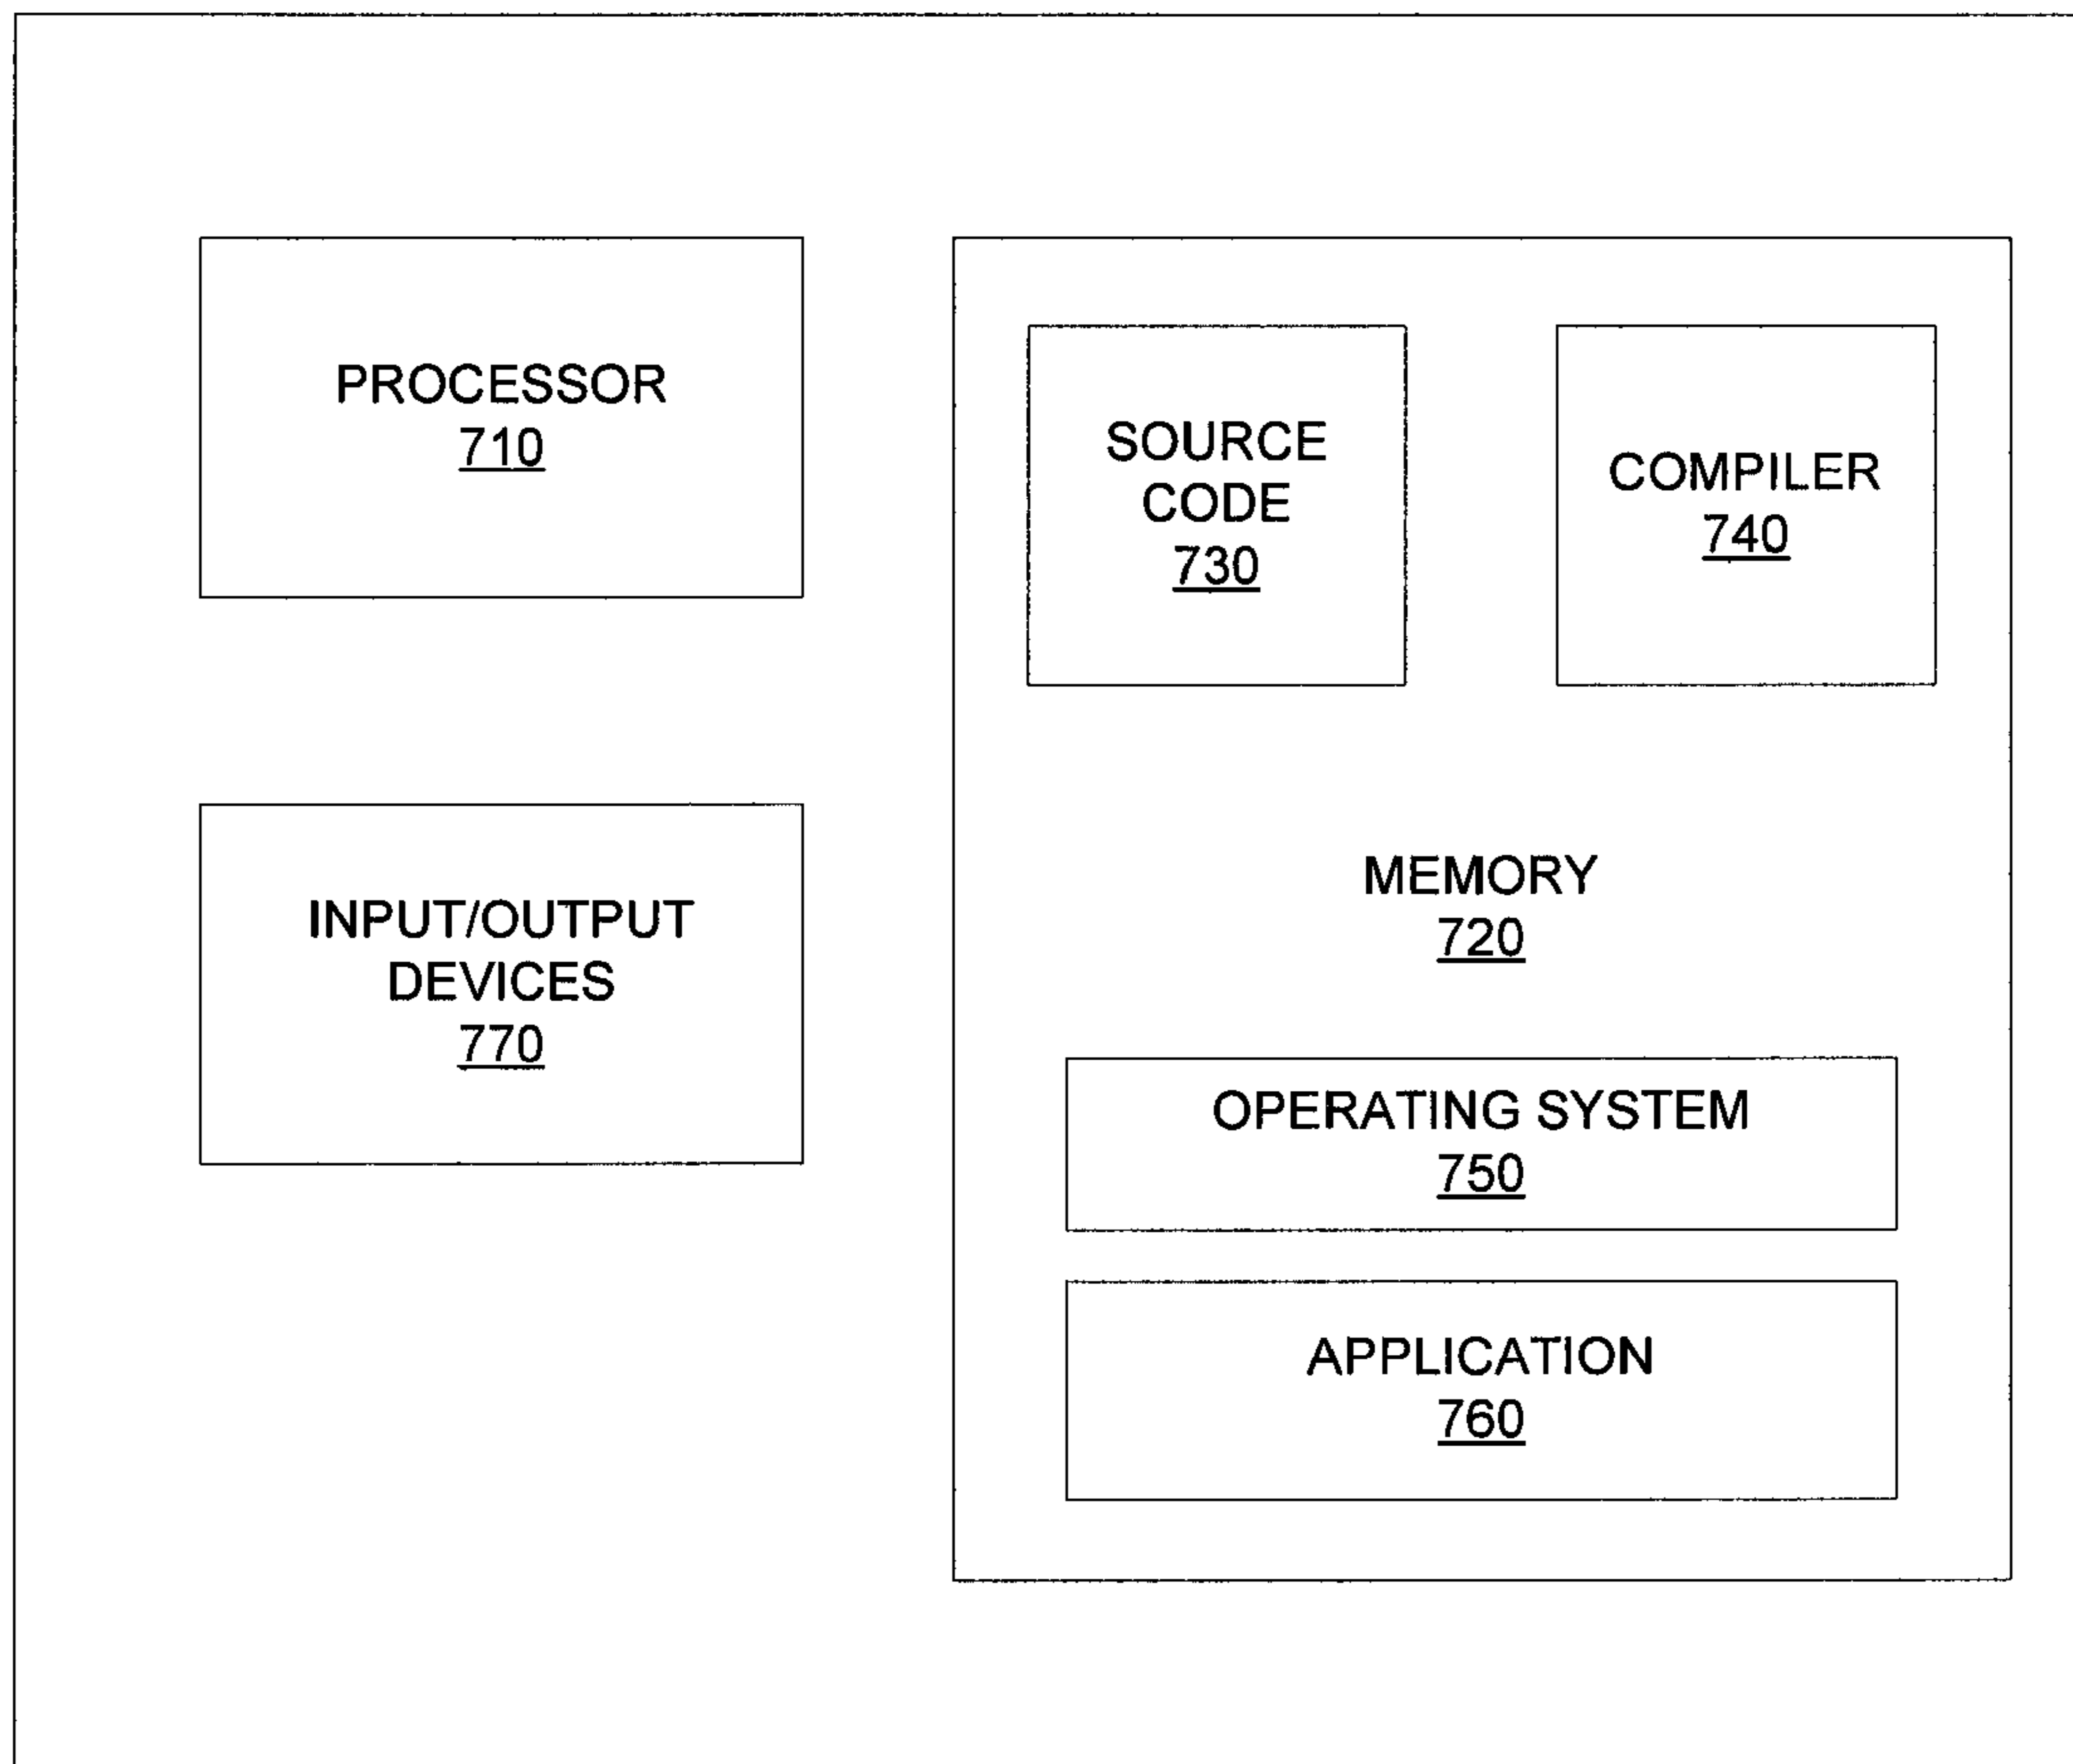 PROCESSOR
710
SOURCE
CODE
730
COMPILER
740
INPUT/OUTPUT
DEVICES
770
MEMORY
720
OPERATING SYSTEM
750
APPLICATION
760